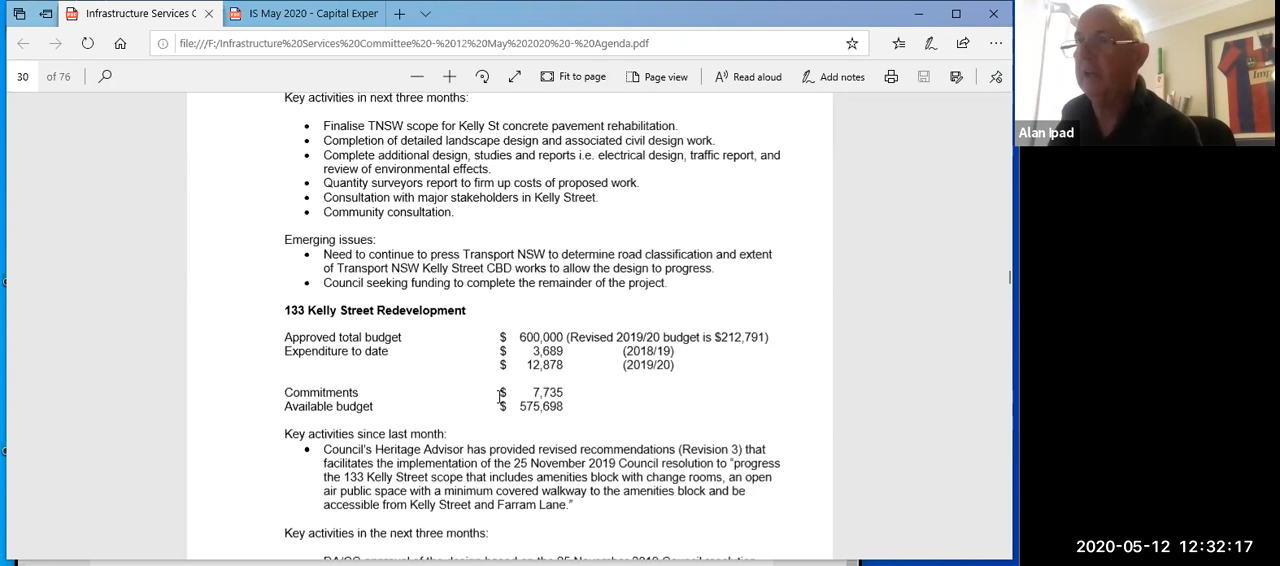 Infrastructure Services C
IS May 2020 - Capital Exper
file:///F:/Infrastructure%20Services%20Committee%20-%2012%20May%202020%20-%20Agenda.pdf
30 of 76
Fit to page
Page view
Read aloud
Add notes
Key activities in next three months:
• Finalise TNSW scope for Kelly St concrete pavement rehabilitation.
• Completion of detailed landscape design and associated civil design work.
• Complete additional design, studies and reports i.e. electrical design, traffic report, and
review of environmental effects.
• Quantity surveyors report to firm up costs of proposed work.
• Consultation with major stakeholders in Kelly Street.
• Community consultation.
Emerging issues:
• Need to continue to press Transport NSW to determine road classification and extent
of Transport NSW Kelly Street CBD works to allow the design to progress.
• Council seeking funding to complete the remainder of the project.
133 Kelly Street Redevelopment
Approved total budget $ 600,000 (Revised 2019/20 budget is $212,791)
Expenditure to date $ 3,689 (2018/19)
$ 12,878 (2019/20)
Commitments $ 7,735
Available budget $ 575,698
Key activities since last month:
• Council's Heritage Advisor has provided revised recommendations (Revision 3) that
facilitates the implementation of the 25 November 2019 Council resolution to “progress
the 133 Kelly Street scope that includes amenities block with change rooms, an open
air public space with a minimum covered walkway to the amenities block and be
accessible from Kelly Street and Farram Lane.”
Key activities in the next three months:
Alan Ipad
2020-05-12 12:32:17